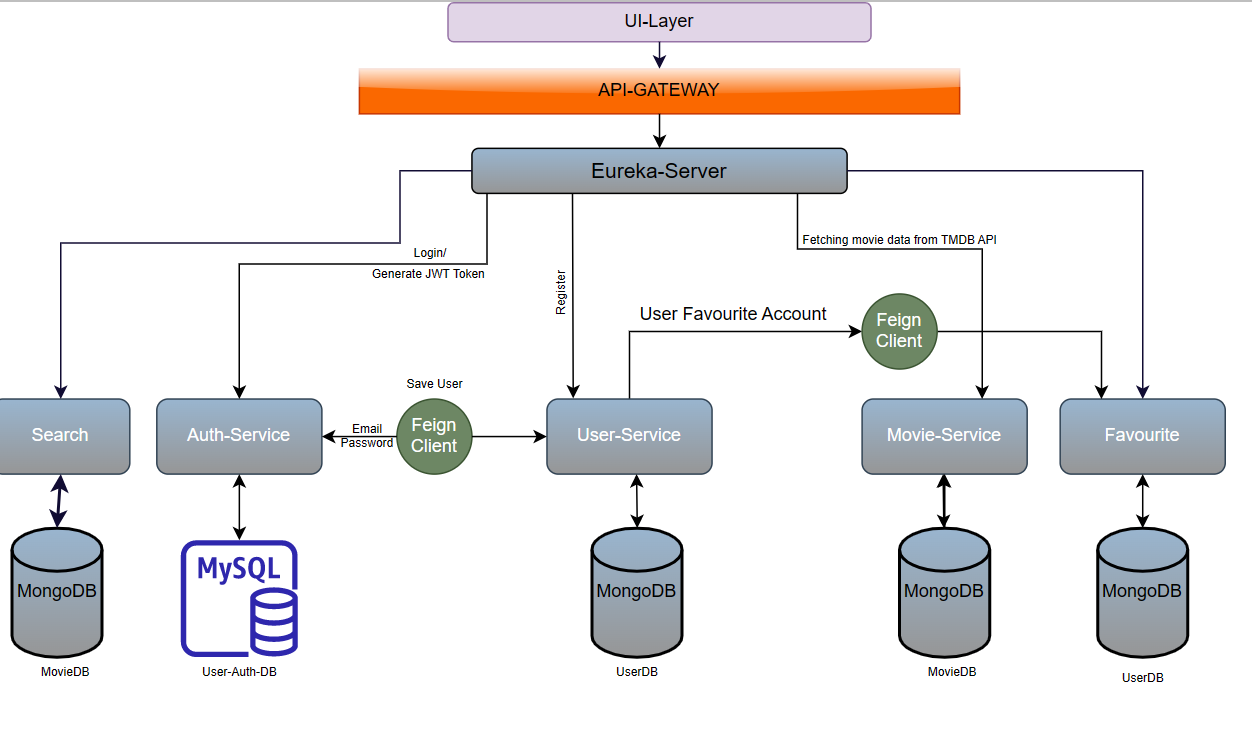 UI-Layer
API-GATEWAY
Eureka-Server
Fetching movie data from TMDB API
Login/
Generate JWT Token
Register
User Favourite Account
Feign
Client
Save User
Search
Auth-Service
Email
Password
Feign
Client
User-Service
Movie-Service
Favourite
MySQL
MongoDB
MongoDB
MongoDB
MongoDB
MovieDB
User-Auth-DB
UserDB
MovieDB
UserDB